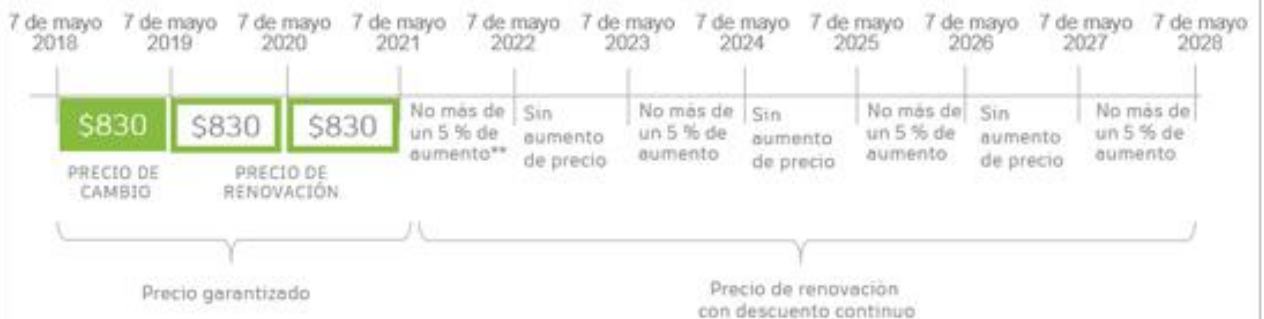 7 de mayo 7 de mayo 7 de mayo 7 de mayo 7 de mayo 7 de mayo 7 de mayo 7 de mayo 7 de mayo 7 de mayo 7 de mayo
2018 2019 2020 2021 2022 2023 2024 2025 2026 2027 2028
$830 $830 $830
PRECIO DE
CAMBIO
PRECIO DE
RENOVACIÓN
No más de
un 5 % de
aumento**
Sin
aumento
de precio
No más de
un 5 % de
aumento
Sin
aumento
de precio
No más de
un 5 % de
aumento
Sin
aumento
de precio
No más de
un 5 % de
aumento
Precio garantizado
Precio de renovación
con descuento continuo